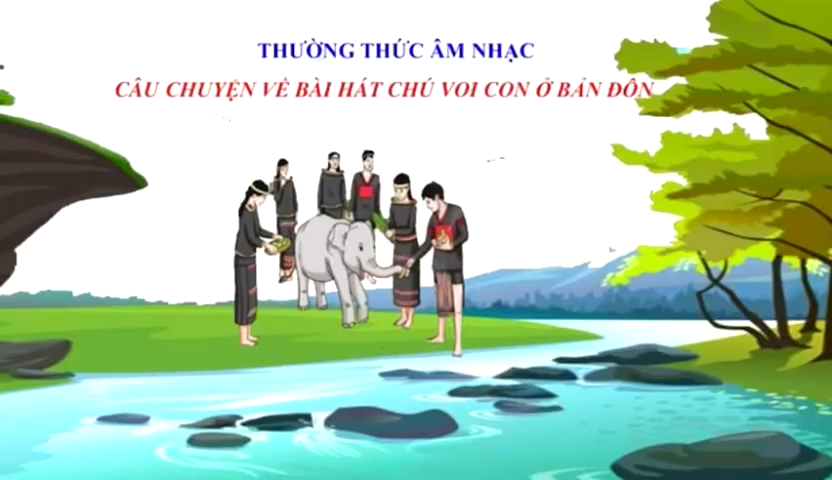 THƯỜNG THỨC ÂM NHẠC
CÂU CHUYỆN VỀ BÀI HÁT CHÚ VOI CON Ở BẢN ĐÔN